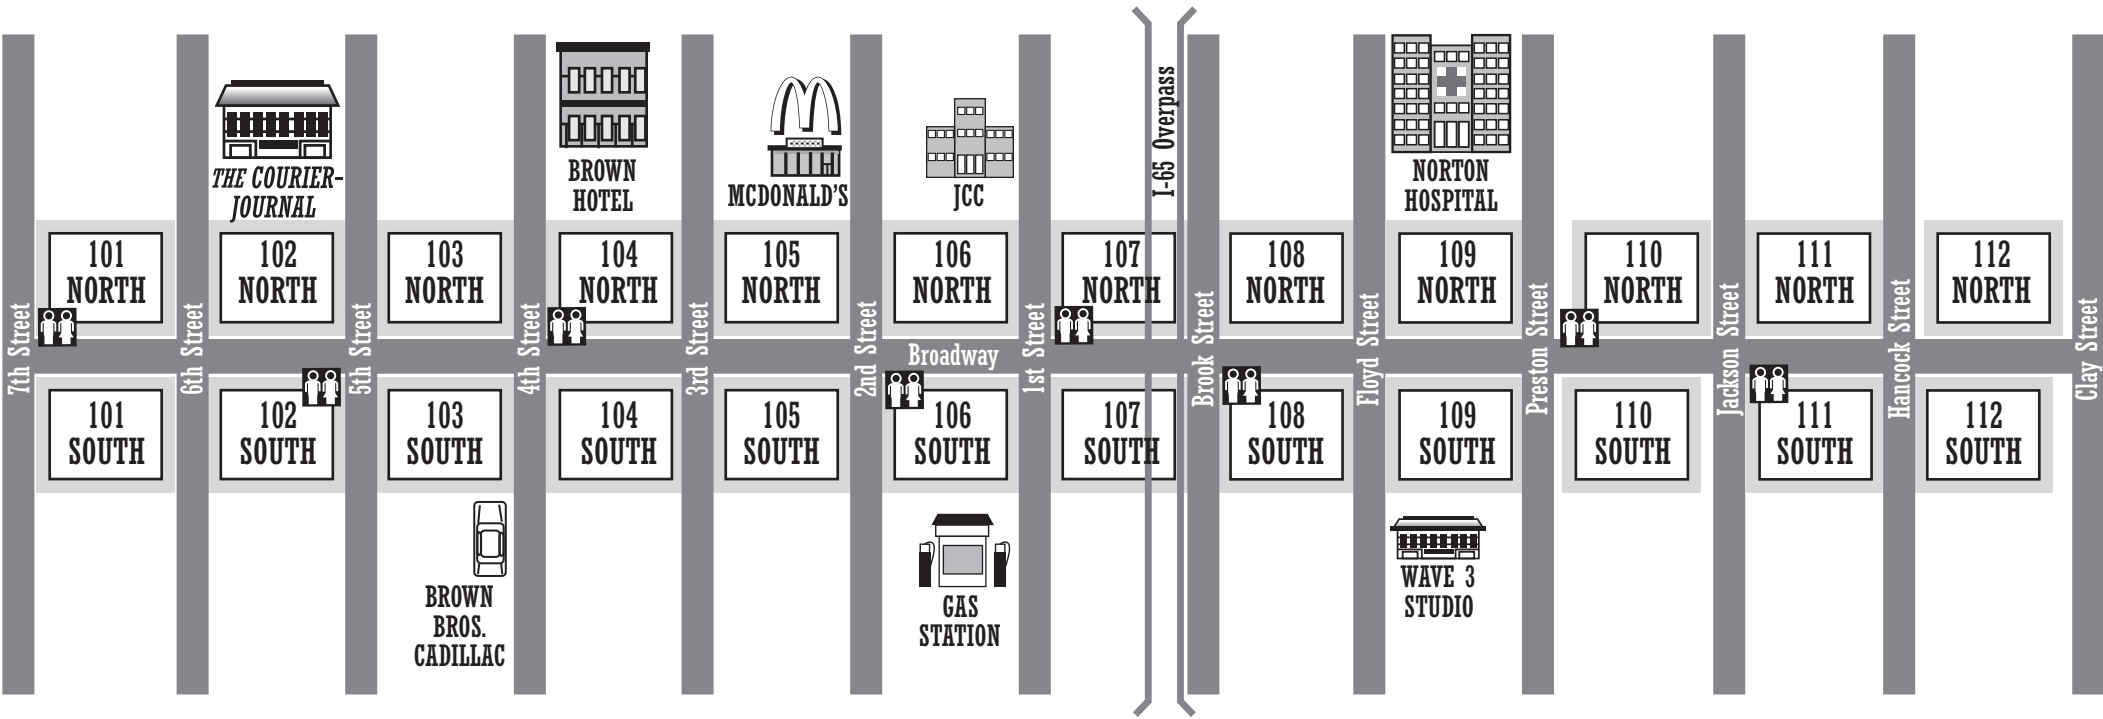 THE COURIER-
JOURNAL
BROWN
HOTEL
MCDONALD'S
JCC
I-65 Overpass
NORTON
HOSPITAL
101
NORTH
102
NORTH
103
NORTH
104
NORTH
105
NORTH
106
NORTH
107
NORTH
108
NORTH
109
NORTH
110
NORTH
111
NORTH
112
NORTH
7th Street
6th Street
5th Street
4th Street
3rd Street
2nd Street
Broadway
1st Street
Brook Street
Floyd Street
Preston Street
Jackson Street
Hancock Street
Clay Street
101
SOUTH
102
SOUTH
103
SOUTH
104
SOUTH
105
SOUTH
106
SOUTH
107
SOUTH
108
SOUTH
109
SOUTH
110
SOUTH
111
SOUTH
112
SOUTH
BROWN
BROS.
CADILLAC
GAS
STATION
WAVE 3
STUDIO